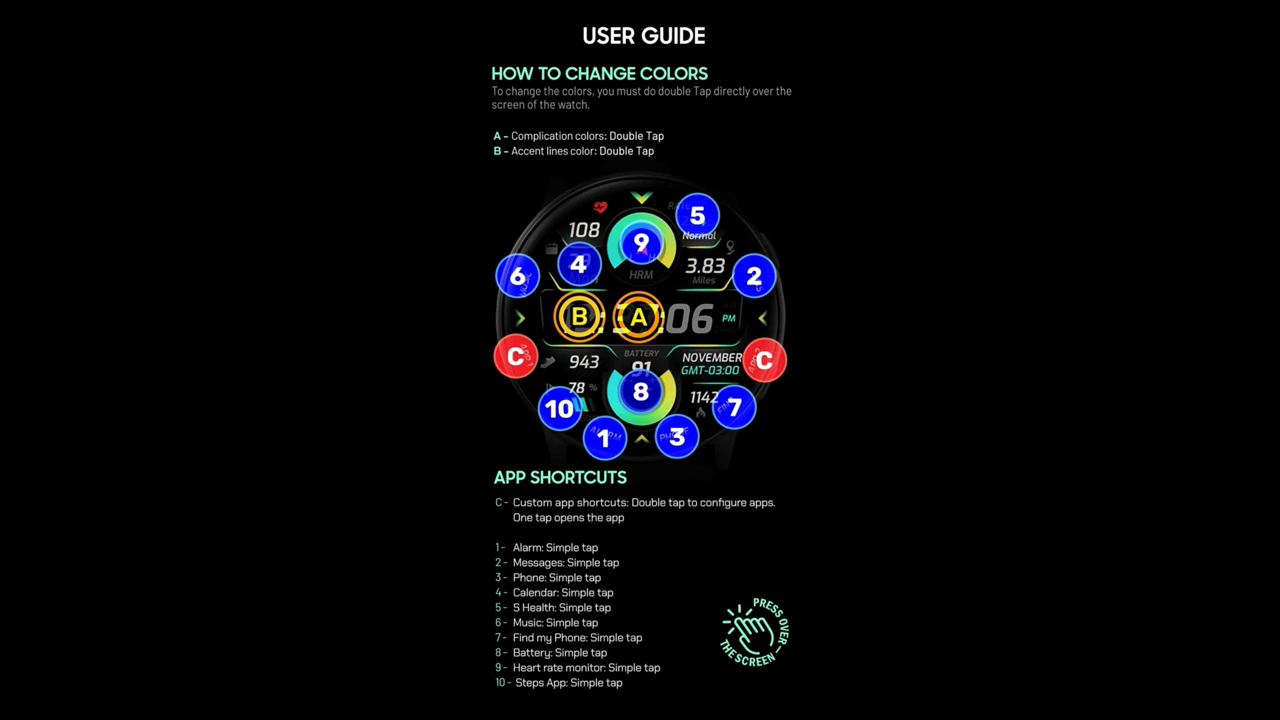 USER GUIDE
HOW TO CHANGE COLORS
To change the colors, you must do double Tap directly over the
screen of the watch.
A - Complication colors: Double Tap
B - Accent lines color: Double Tap
5
108
9
Normal
4
3.83
6
2
HRM
Miles
B
A
06
PM
C
943
BATTERY
91
NOVEMBER
GMT-03:00
C
78 %
8
1142
10
7
1
3
APP SHORTCUTS
C - Custom app shortcuts: Double tap to configure apps.
One tap opens the app
1 - Alarm: Simple tap
2 - Messages: Simple tap
3 - Phone: Simple tap
4 - Calendar: Simple tap
5 - S Health: Simple tap
6 - Music: Simple tap
7 - Find my Phone: Simple tap
8 - Battery: Simple tap
9 - Heart rate monitor: Simple tap
10 - Steps App: Simple tap
PRESS OVER —
THE SCREEN